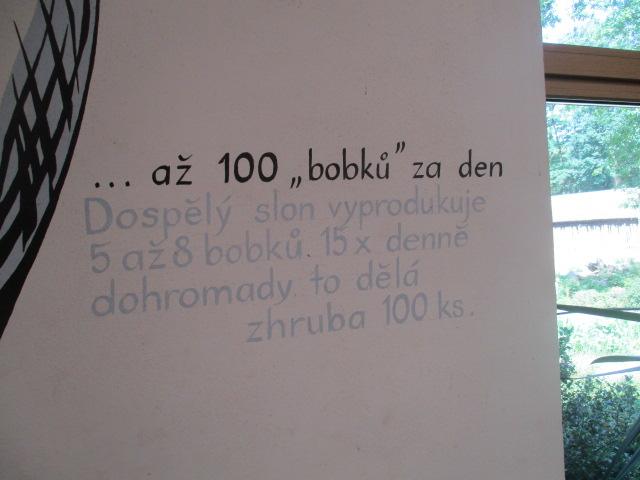 ... až 100 „bobků” za den
Dospělý slon vyprodukuje
5 až 8 bobků. 15 x denně
dohromady to dělá
zhruba 100 ks.